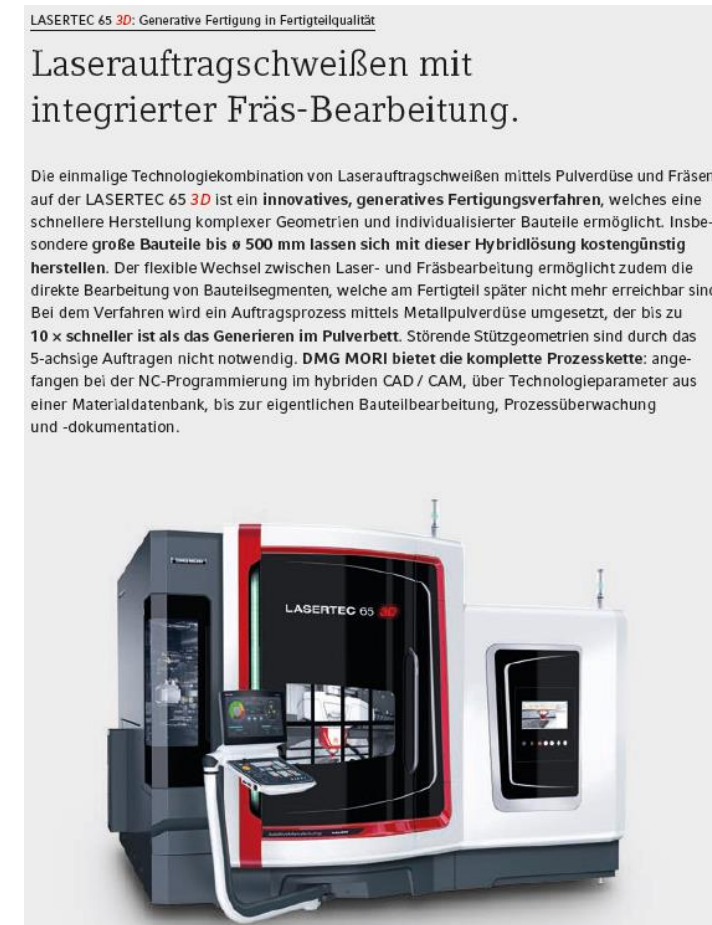 LASERTEC 65 3D: Generative Fertigung in Fertigteilqualität
Laserauftragschweißen mit
integrierter Fräs-Bearbeitung.
Die einmalige Technologiekombination von Laserauftragschweißen mittels Pulverdüse und Fräsen
auf der LASERTEC 65 3D ist ein innovatives, generatives Fertigungsverfahren, welches eine
schnellere Herstellung komplexer Geometrien und individualisierter Bauteile ermöglicht. Insbe-
sondere große Bauteile bis ø 500 mm lassen sich mit dieser Hybridlösung kostengünstig
herstellen. Der flexible Wechsel zwischen Laser- und Fräsbearbeitung ermöglicht zudem die
direkte Bearbeitung von Bauteilsegmenten, welche am Fertigteil später nicht mehr erreichbar sind
Bei dem Verfahren wird ein Auftragsprozess mittels Metallpulverdüse umgesetzt, der bis zu
10 × schneller ist als das Generieren im Pulverbett. Störende Stützgeometrien sind durch das
5-achsige Auftragen nicht notwendig. DMG MORI bietet die komplette Prozesskette: ange-
fangen bei der NC-Programmierung im hybriden CAD / CAM, über Technologieparameter aus
einer Materialdatenbank, bis zur eigentlichen Bauteilbearbeitung, Prozessüberwachung
und -dokumentation.
LASERTEC 65 3D